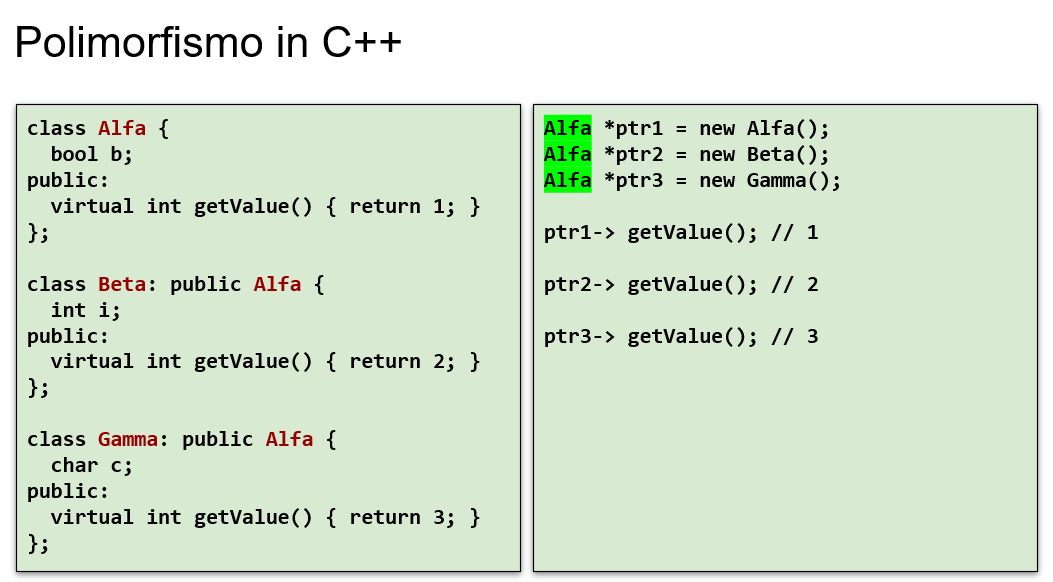 Polimorfismo in C++
class Alfa {
bool b;
public:
virtual int getValue() { return 1; }
};
class Beta: public Alfa {
int i;
public:
virtual int getValue() { return 2; }
};
class Gamma: public Alfa {
char c;
public:
virtual int getValue() { return 3; }
};
Alfa *ptr1 = new Alfa();
Alfa *ptr2 = new Beta();
Alfa *ptr3 = new Gamma();
ptr1-> getValue(); // 1
ptr2-> getValue(); // 2
ptr3-> getValue(); // 3